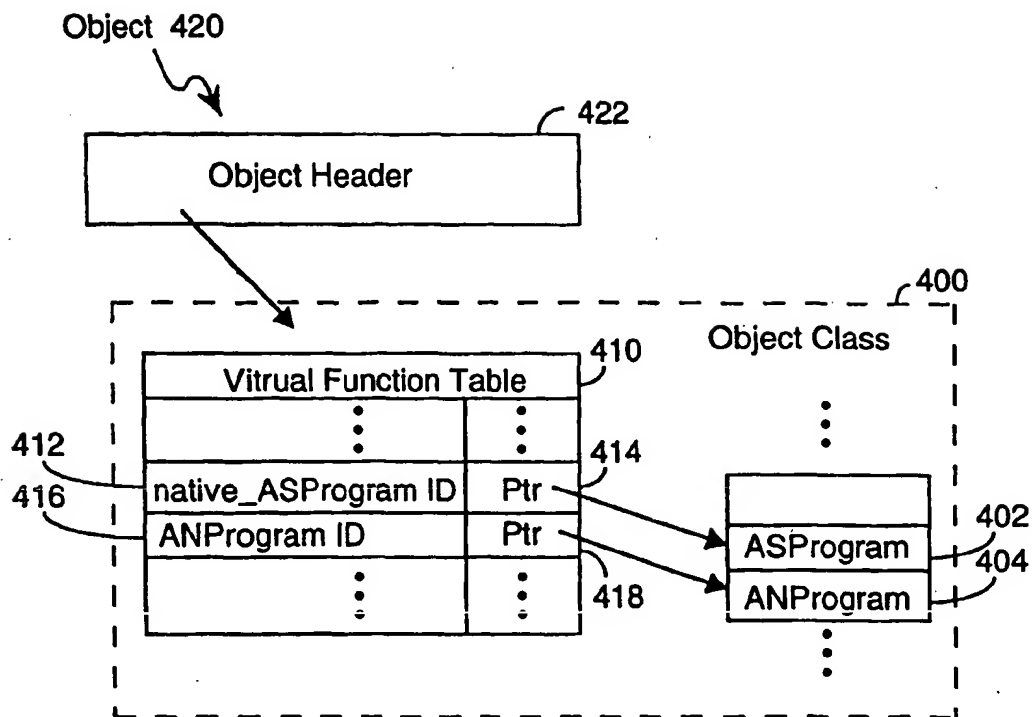 Object 420
422
Object Header
400
Object Class
410
Vitrual Function Table
412
414
native_ASProgram ID Ptr
416
ANProgram ID Ptr
402
ASProgram
404
ANProgram
418